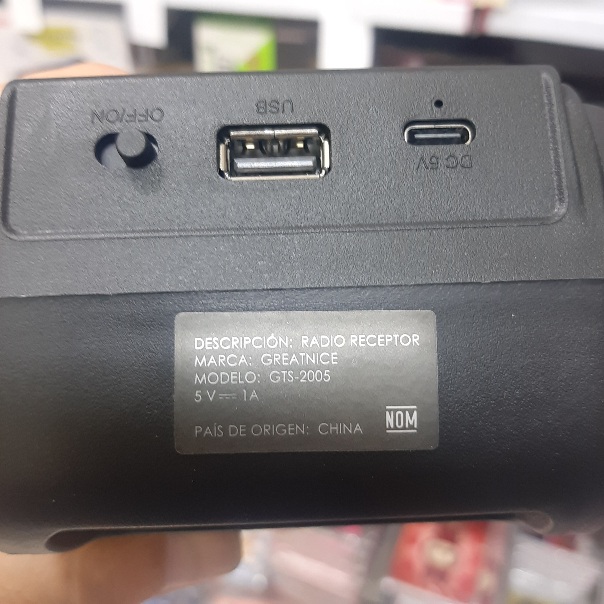 OFF/ON
USB
DC 5V
DESCRIPCIÓN: RADIO RECEPTOR
MARCA: GREATNICE
MODELO: GTS-2005
5 V⎓ 1A
PAÍS DE ORIGEN: CHINA
NOM